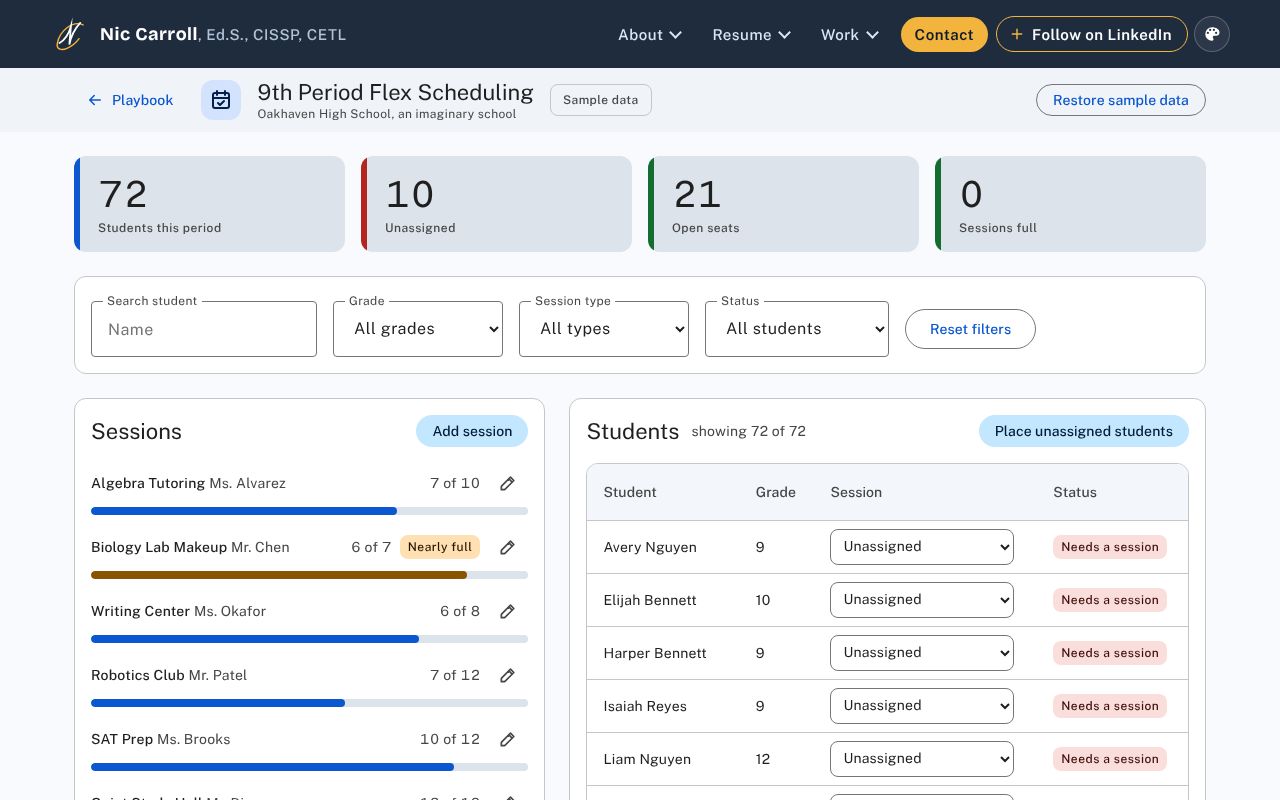 Nic Carroll, Ed.S., CISSP, CETL
About
Resume
Work
Contact
+ Follow on LinkedIn
← Playbook
9th Period Flex Scheduling
Oakhaven High School, an imaginary school
Sample data
Restore sample data
72
Students this period
10
Unassigned
21
Open seats
0
Sessions full
Search student
Name
Grade
All grades
Session type
All types
Status
All students
Reset filters
Sessions
Add session
Algebra Tutoring Ms. Alvarez 7 of 10
Biology Lab Makeup Mr. Chen 6 of 7 Nearly full
Writing Center Ms. Okafor 6 of 8
Robotics Club Mr. Patel 7 of 12
SAT Prep Ms. Brooks 10 of 12
Students showing 72 of 72
Place unassigned students
Student Grade Session Status
Avery Nguyen 9 Unassigned Needs a session
Elijah Bennett 10 Unassigned Needs a session
Harper Bennett 9 Unassigned Needs a session
Isaiah Reyes 9 Unassigned Needs a session
Liam Nguyen 12 Unassigned Needs a session